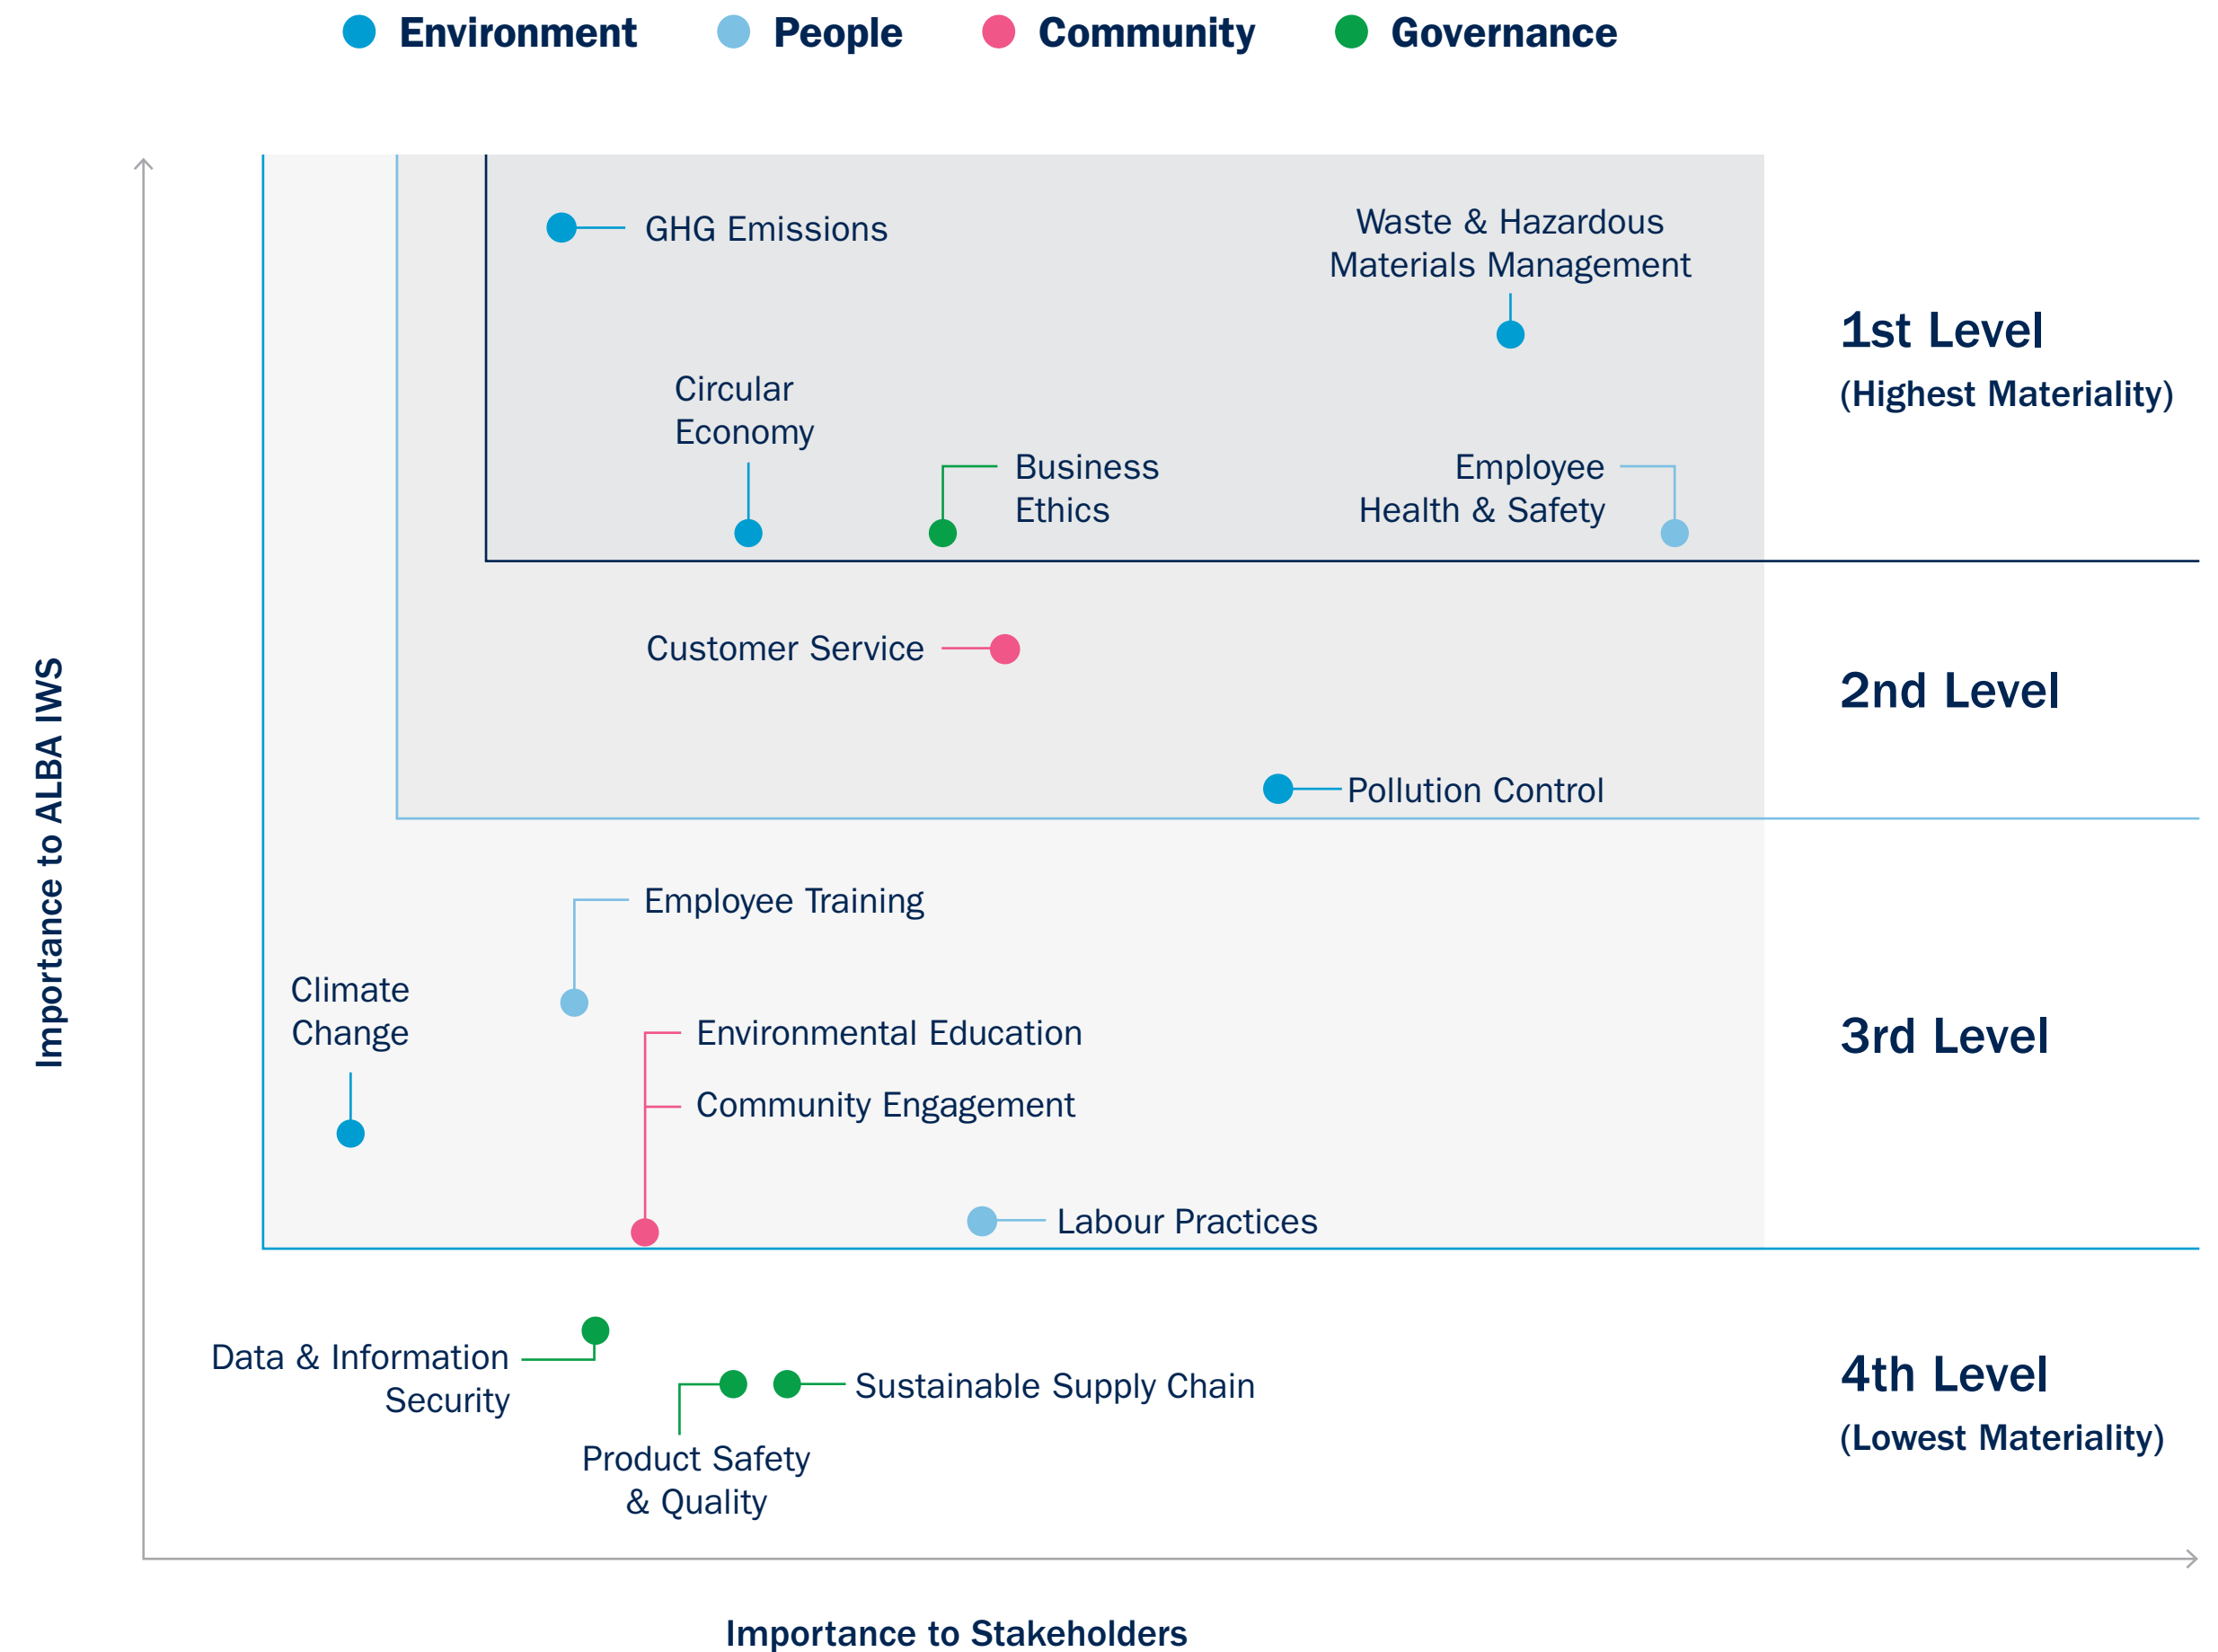 Environment
People
Community
Governance
GHG Emissions
Waste & Hazardous
Materials Management
1st Level
(Highest Materiality)
Circular
Economy
Business
Ethics
Employee
Health & Safety
Customer Service
2nd Level
Pollution Control
Importance to ALBA IWS
Employee Training
Climate
Change
Environmental Education
Community Engagement
3rd Level
Labour Practices
Data & Information
Security
Sustainable Supply Chain
Product Safety
& Quality
4th Level
(Lowest Materiality)
Importance to Stakeholders